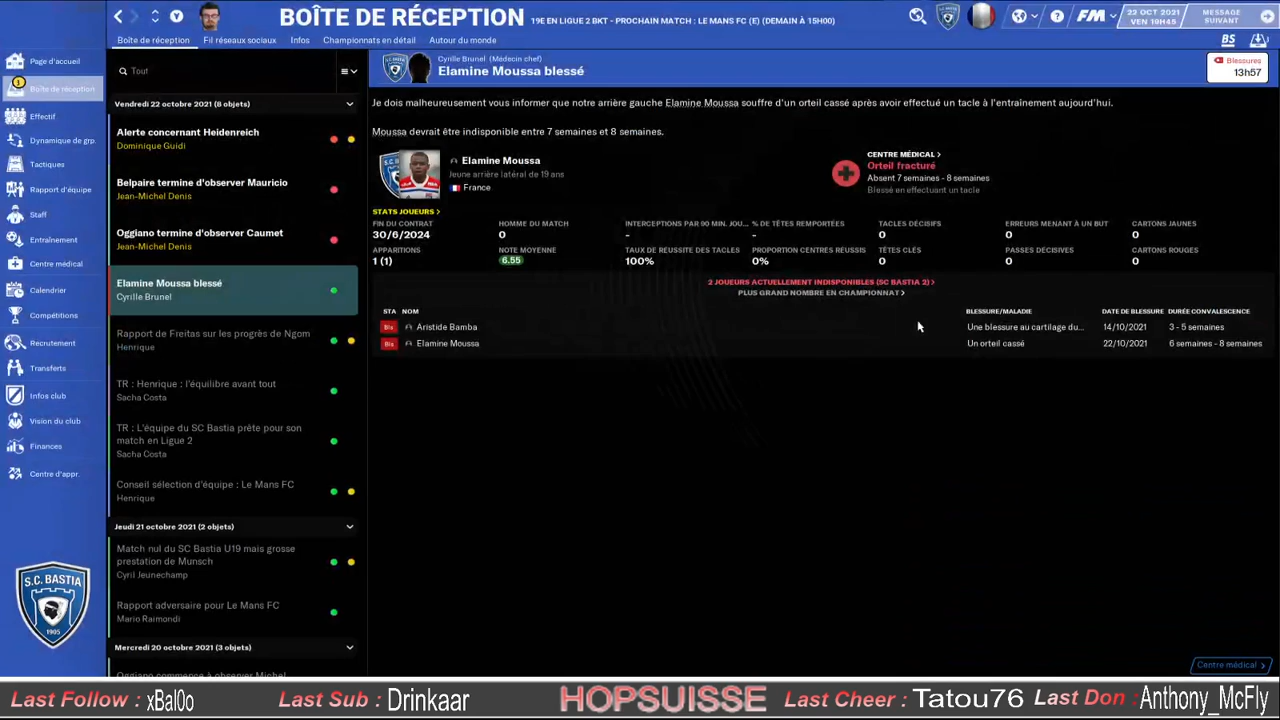 BOÎTE DE RÉCEPTION
19E EN LIGUE 2 BKT - PROCHAIN MATCH : LE MANS FC (E) (DEMAIN À 15H00)
FM
22 OCT 2021
VEN 19H45
MESSAGE
SUIVANT
Boîte de réception
Fil réseaux sociaux
Infos
Championnats en détail
Autour du monde
BS
Page d'accueil
1
Boîte de réception
Effectif
Dynamique de grp.
Tactiques
Rapport d'équipe
Staff
Entraînement
Centre médical
Calendrier
Compétitions
Recrutement
Transferts
Infos club
Vision du club
Finances
Centre d'appr.
S.C. BASTIA
1905
Tout
Vendredi 22 octobre 2021 (8 objets)
Alerte concernant Heidenreich
Dominique Guidi
Belpaire termine d'observer Mauricio
Jean-Michel Denis
Oggiano termine d'observer Caumet
Jean-Michel Denis
Elamine Moussa blessé
Cyrille Brunel
Rapport de Freitas sur les progrès de Ngom
Henrique
TR : Henrique : l'équilibre avant tout
Sacha Costa
TR : L'équipe du SC Bastia prête pour son
match en Ligue 2
Sacha Costa
Conseil sélection d'équipe : Le Mans FC
Henrique
Jeudi 21 octobre 2021 (2 objets)
Match nul du SC Bastia U19 mais grosse
prestation de Munsch
Cyril Jeunechamp
Rapport adversaire pour Le Mans FC
Mario Raimondi
Mercredi 20 octobre 2021 (3 objets)
Oggiano commence à observer Michel
Cyrille Brunel (Médecin chef)
Elamine Moussa blessé
Blessures
13h57
Je dois malheureusement vous informer que notre arrière gauche Elamine Moussa souffre d'un orteil cassé après avoir effectué un tacle à l'entraînement aujourd'hui.
Moussa devrait être indisponible entre 7 semaines et 8 semaines.
Elamine Moussa
Jeune arrière latéral de 19 ans
France
CENTRE MÉDICAL >
Orteil fracturé
Absent 7 semaines - 8 semaines
Blessé en effectuant un tacle
STATS JOUEURS >
FIN DU CONTRAT HOMME DU MATCH INTERCEPTIONS PAR 90 MIN. JOU... % DE TÊTES REMPORTÉES TACLES DÉCISIFS ERREURS MENANT À UN BUT CARTONS JAUNES
30/6/2024 0 - - 0 0 0
APPARITIONS NOTE MOYENNE TAUX DE RÉUSSITE DES TACLES PROPORTION CENTRES RÉUSSIS TÊTES CLÉS PASSES DÉCISIVES CARTONS ROUGES
1 (1) 6.55 100% 0% 0 0 0
2 JOUEURS ACTUELLEMENT INDISPONIBLES (SC BASTIA 2) >
PLUS GRAND NOMBRE EN CHAMPIONNAT >
STA NOM BLESSURE/MALADIE DATE DE BLESSURE DURÉE CONVALESCENCE
Bls Aristide Bamba Une blessure au cartilage du... 14/10/2021 3 - 5 semaines
Bls Elamine Moussa Un orteil cassé 22/10/2021 6 semaines - 8 semaines
Centre médical >
Last Follow : xBal0o Last Sub : Drinkaar HOPSUISSE Last Cheer : Tatou76 Last Don : Anthony_McFly